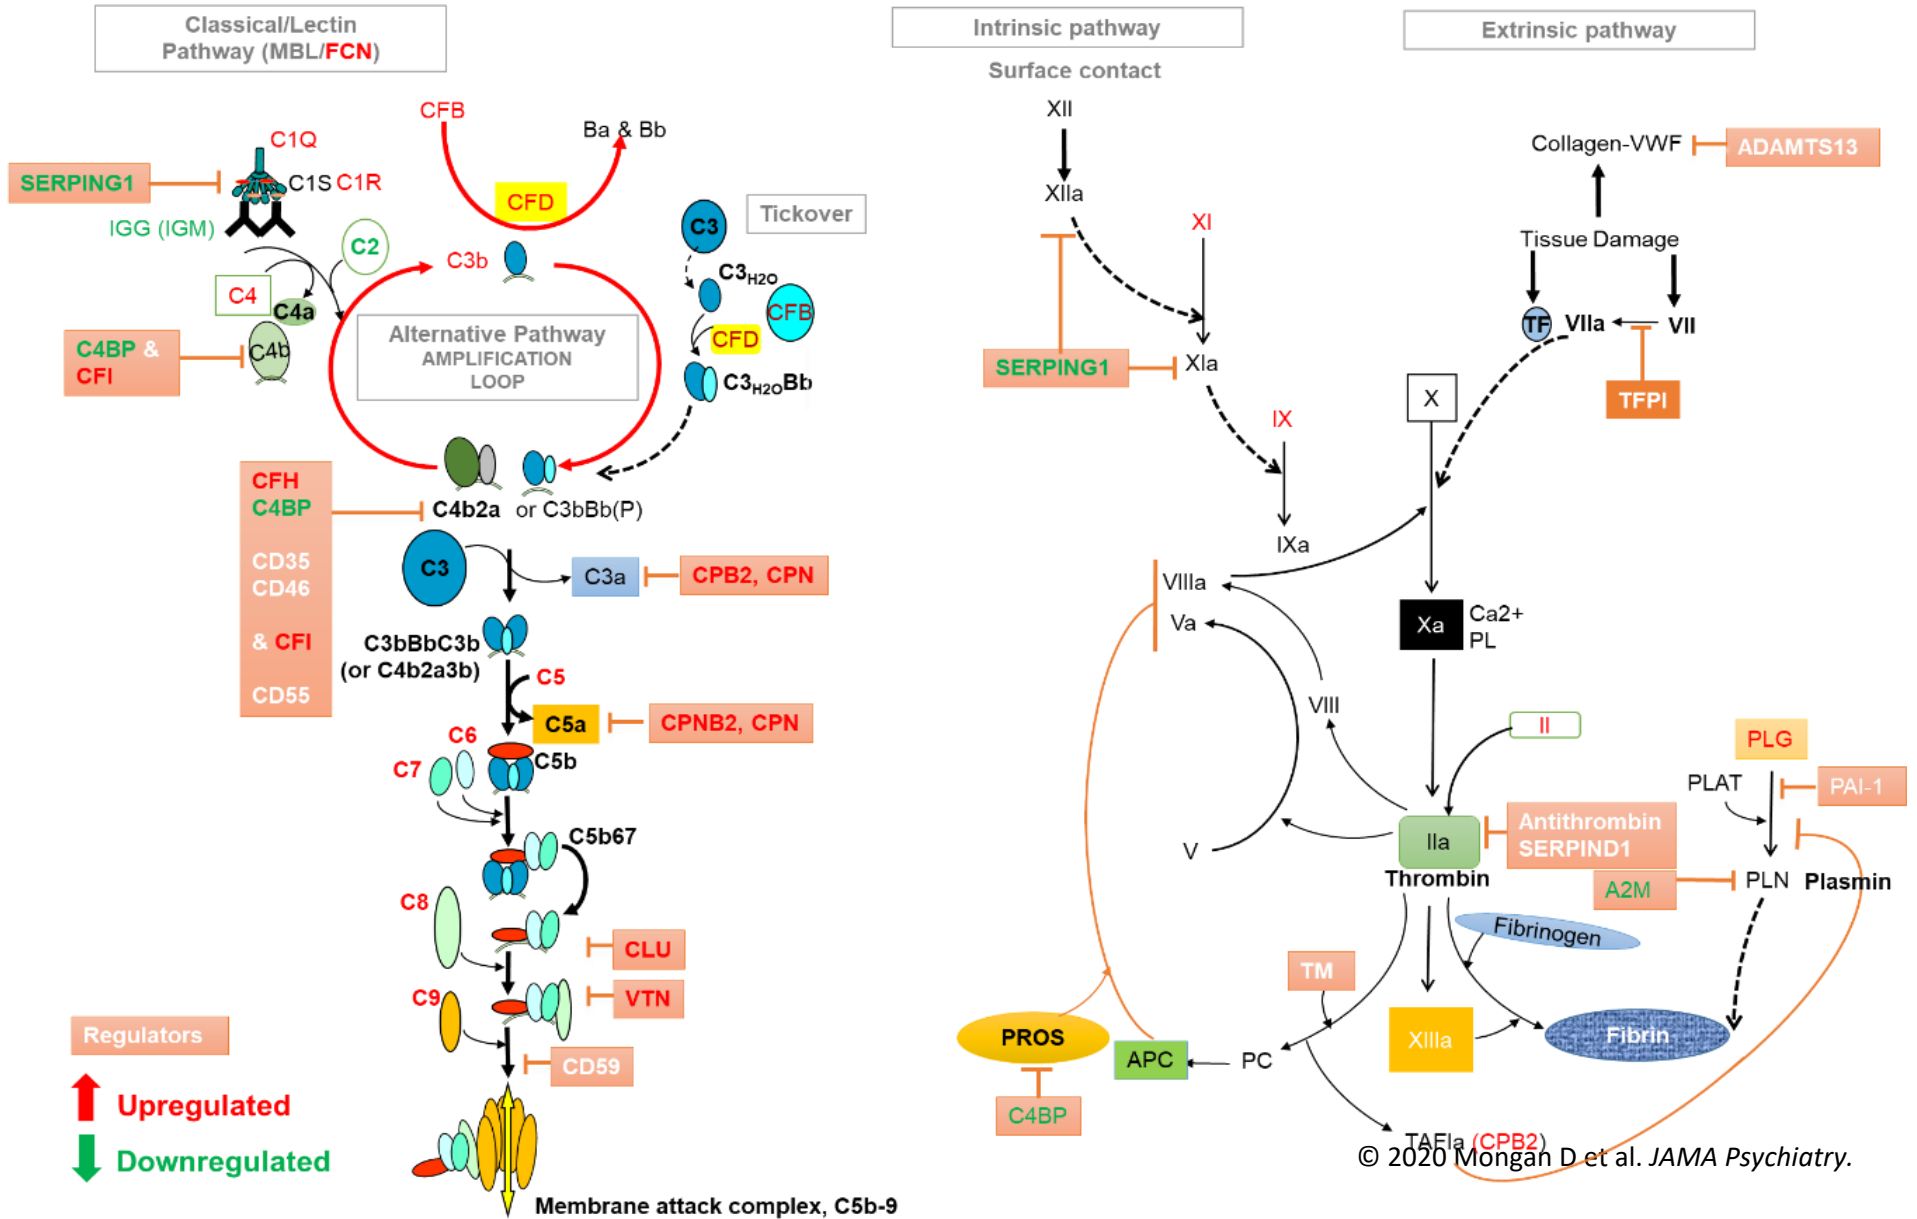 Classical/Lectin
Pathway (MBL/FCN)
CFB
Ba & Bb
C1Q
SERPING1
C1S C1R
CFD
IGG (IGM)
C2
C3
Tickover
C3b
C3H2O
C4
C4a
CFB
Alternative Pathway
AMPLIFICATION
LOOP
CFD
C4BP &
CFI
C4b
C3H2OBb
CFH
C4BP
CD35
CD46
& CFI
CD55
C4b2a or C3bBb(P)
C3
C3a
CPB2, CPN
C3bBbC3b
(or C4b2a3b)
C5
C5a
CPNB2, CPN
C6
C7
C5b
C5b67
C8
CLU
C9
VTN
CD59
Regulators
Upregulated
Downregulated
Membrane attack complex, C5b-9
Intrinsic pathway
Surface contact
XII
XIIa
XI
SERPING1
XIa
IX
IXa
VIIIa
Va
VIII
V
PROS
APC
PC
C4BP
TM
Extrinsic pathway
Collagen-VWF
ADAMTS13
Tissue Damage
TF
VIIa
VII
TFPI
X
Xa
Ca2+
PL
II
PLG
PLAT
PAI-1
IIa
Thrombin
Antithrombin
SERPIND1
A2M
PLN Plasmin
Fibrinogen
XIIIa
Fibrin
TAFIa (CPB2)
© 2020 Mongan D et al. JAMA Psychiatry.